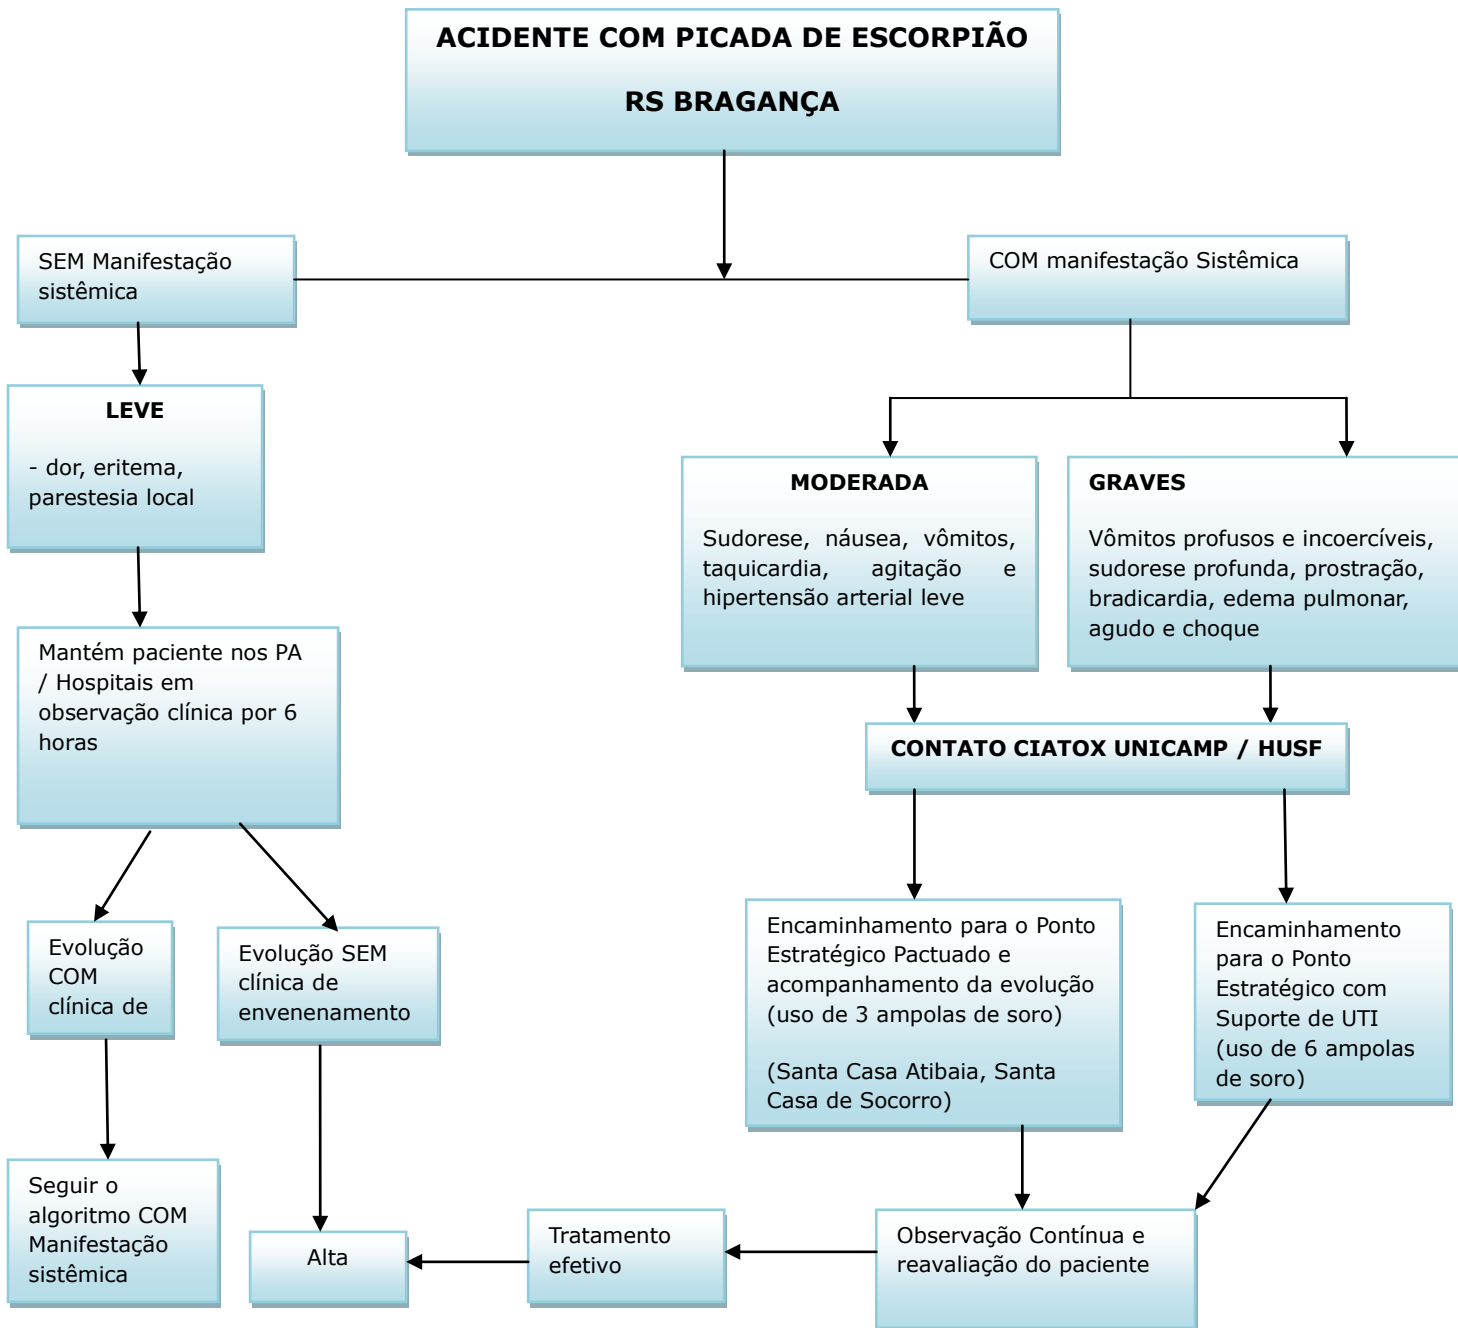 ACIDENTE COM PICADA DE ESCORPIÃO
RS BRAGANÇA
SEM Manifestação
sistêmica
COM manifestação Sistêmica
LEVE
- dor, eritema,
parestesia local
MODERADA
Sudorese, náusea, vômitos,
taquicardia, agitação e
hipertensão arterial leve
GRAVES
Vômitos profusos e incoercíveis,
sudorese profunda, prostração,
bradicardia, edema pulmonar,
agudo e choque
Mantém paciente nos PA
/ Hospitais em
observação clínica por 6
horas
CONTATO CIATOX UNICAMP / HUSF
Evolução
COM
clínica de
Evolução SEM
clínica de
envenenamento
Encaminhamento para o Ponto
Estratégico Pactuado e
acompanhamento da evolução
(uso de 3 ampolas de soro)
(Santa Casa Atibaia, Santa
Casa de Socorro)
Encaminhamento
para o Ponto
Estratégico com
Suporte de UTI
(uso de 6 ampolas
de soro)
Seguir o
algoritmo COM
Manifestação
sistêmica
Alta
Tratamento
efetivo
Observação Contínua e
reavaliação do paciente